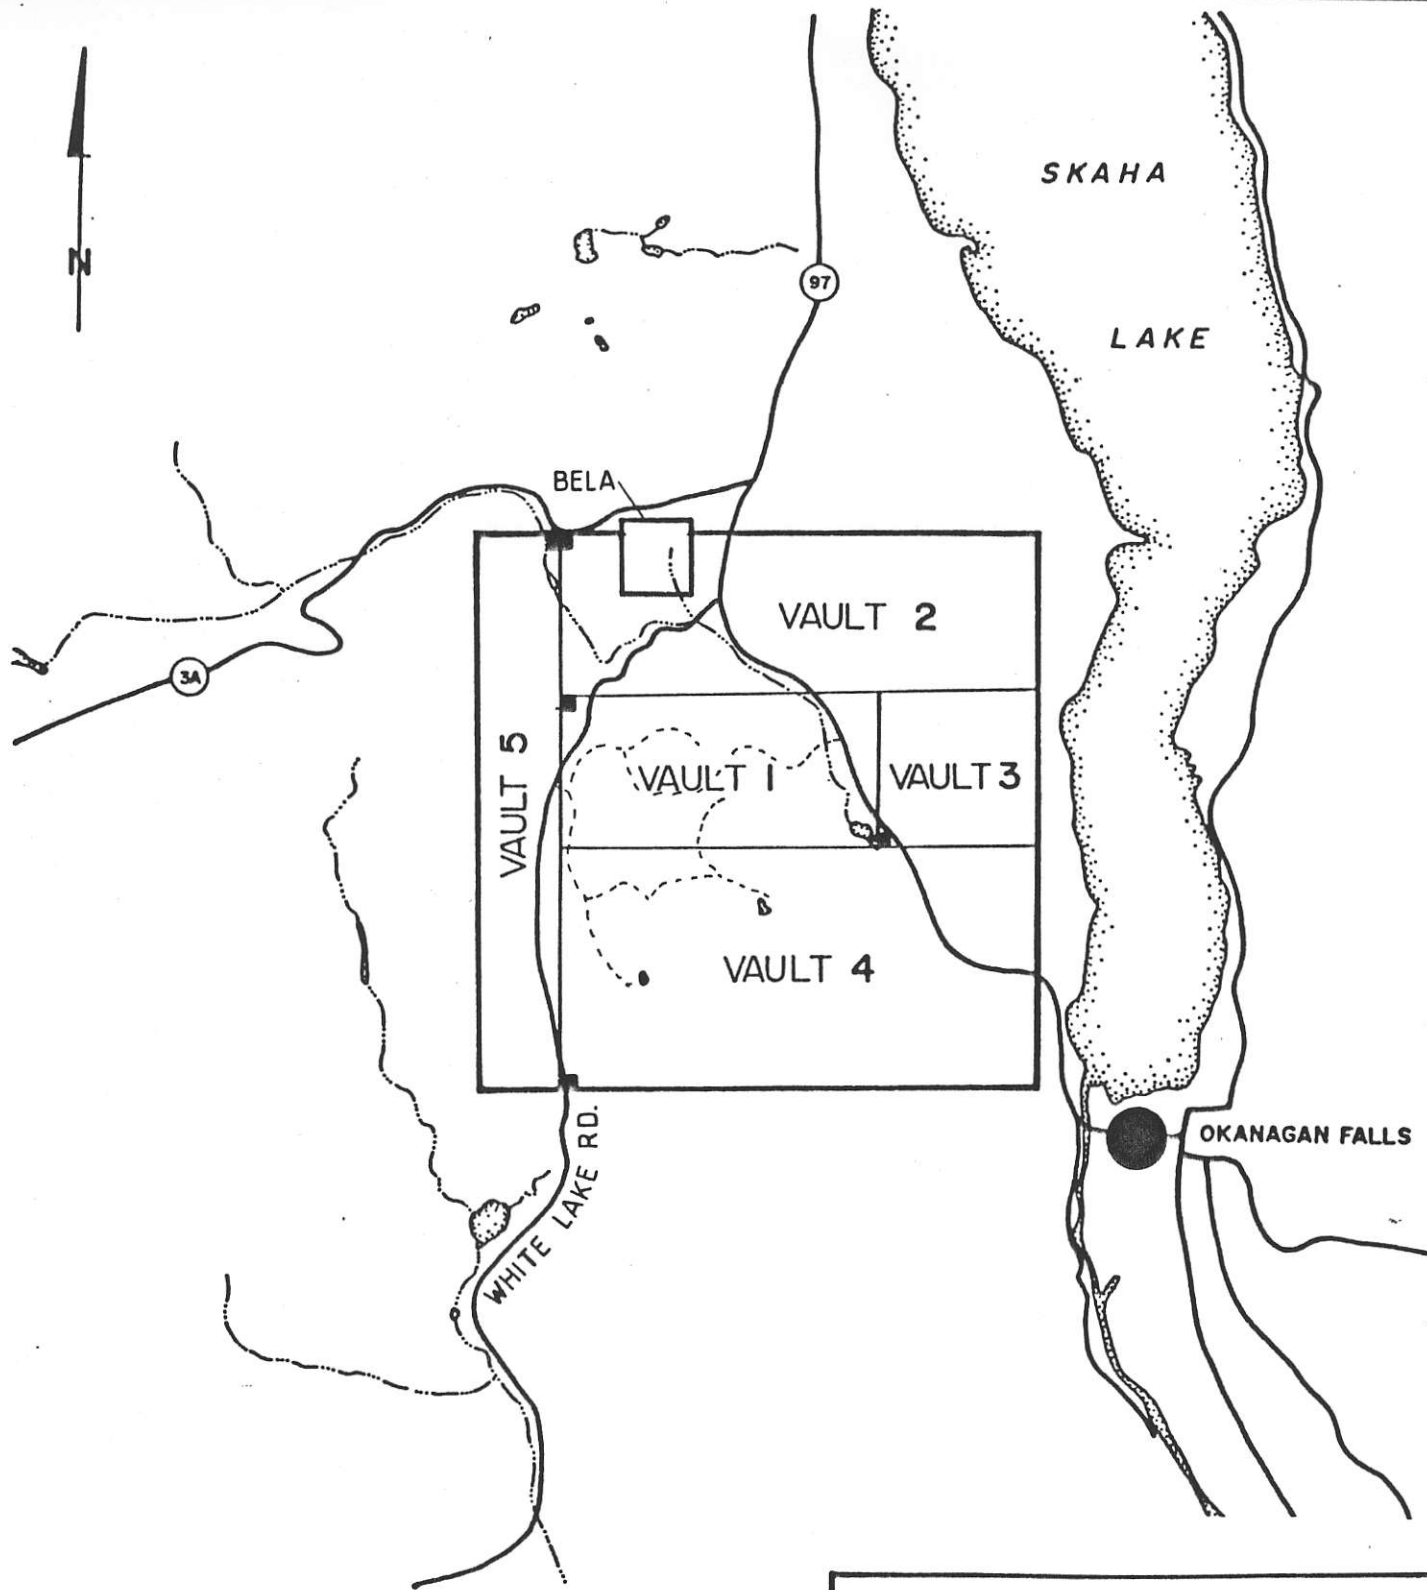 N
SKAHA
LAKE
97
BELA
3A
VAULT 2
VAULT 5
VAULT 1
VAULT 3
VAULT 4
WHITE LAKE RD.
OKANAGAN FALLS